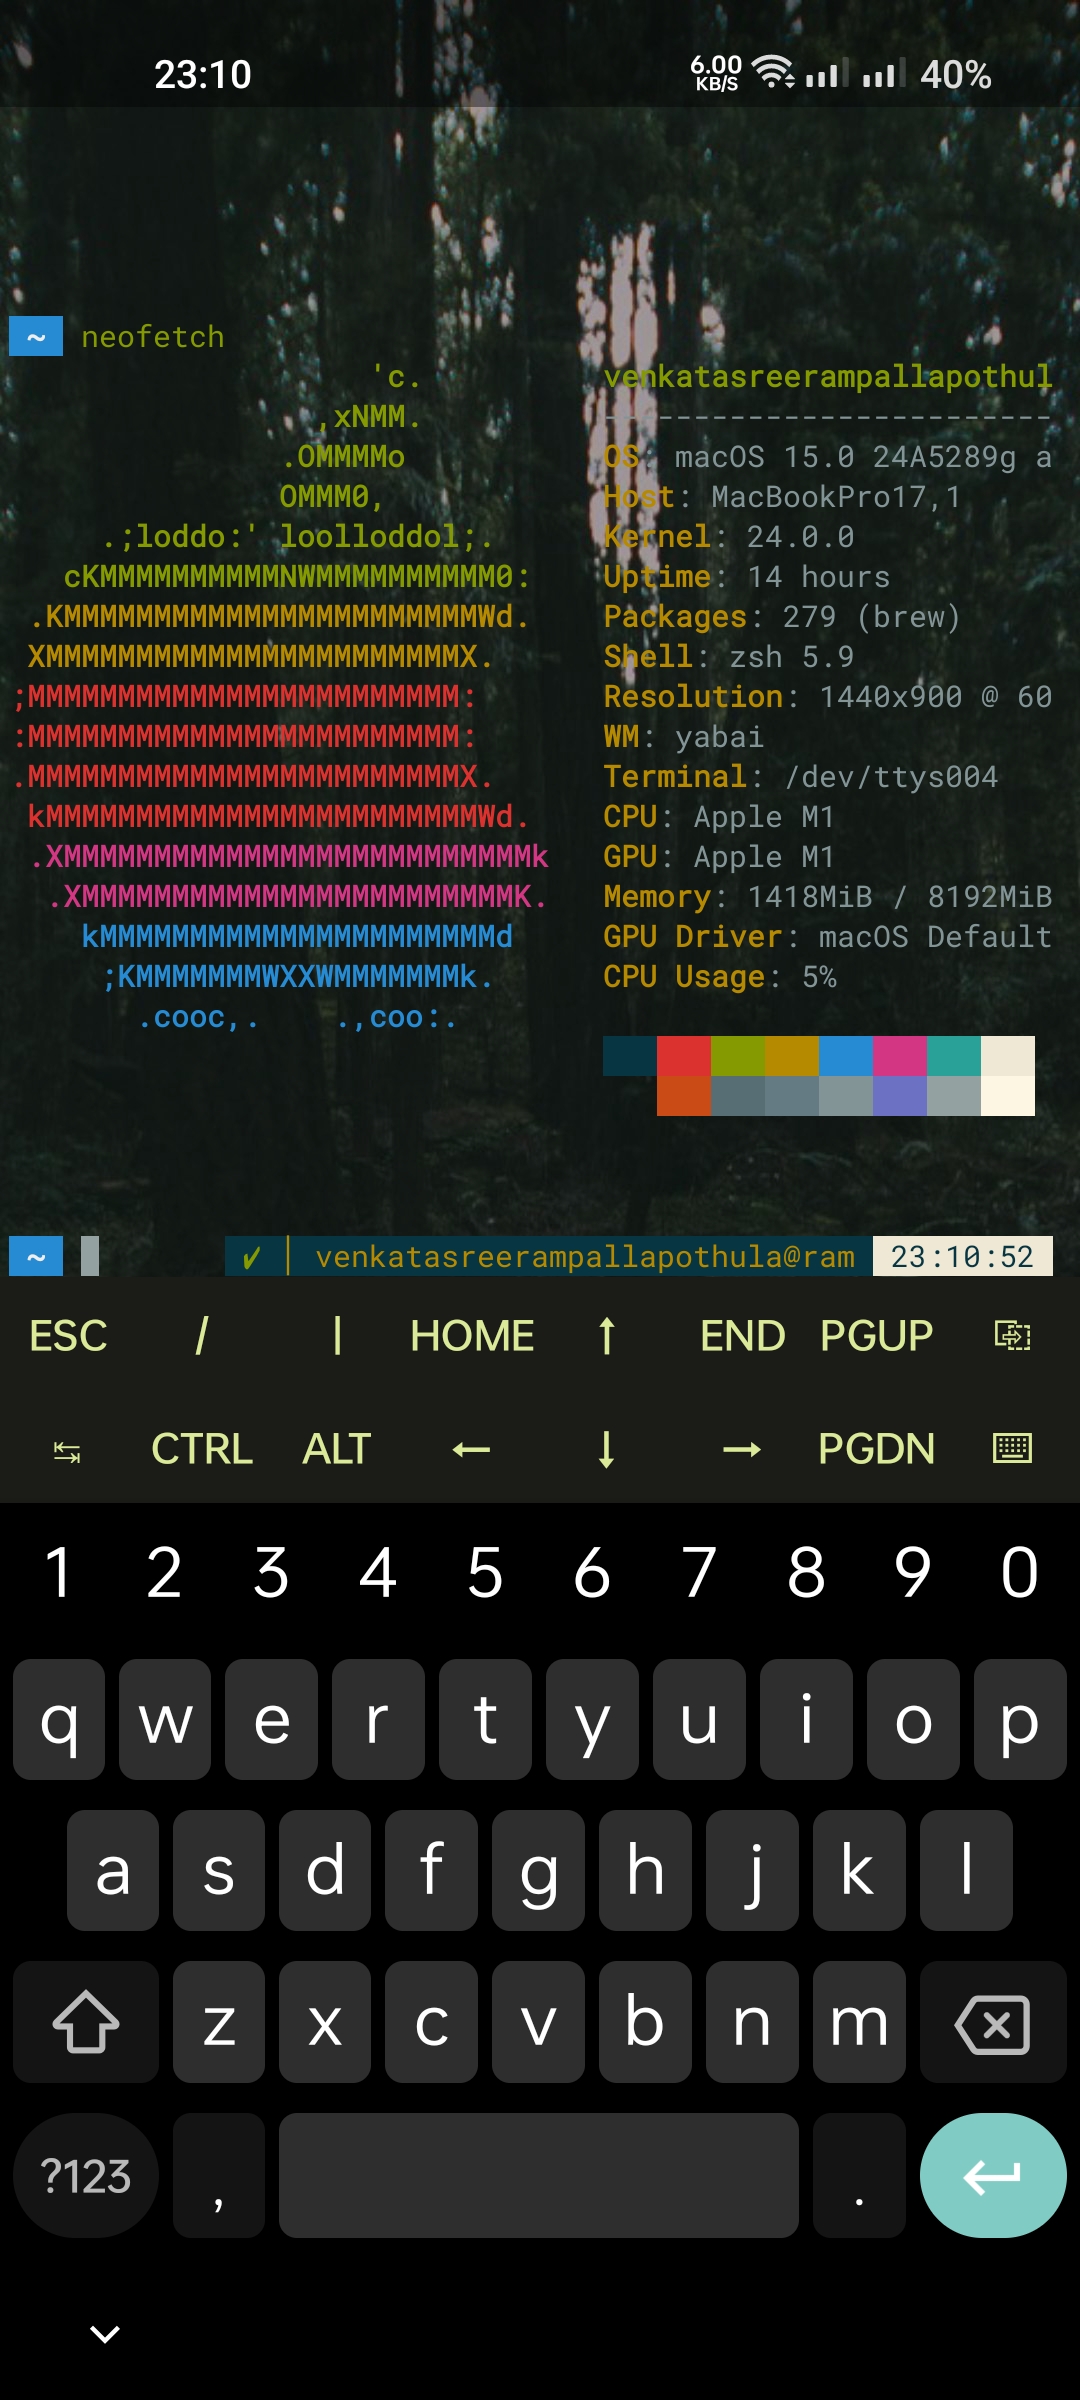 23:10 6.00 KB/S 40%
~ neofetch
'c. venkatasreerampallapothul
,xNMM. -------------------------
.OMMMMo OS: macOS 15.0 24A5289g a
OMMM0, Host: MacBookPro17,1
.;loddo:' loolloddol;. Kernel: 24.0.0
cKMMMMMMMMMMNWMMMMMMMMMM0: Uptime: 14 hours
.KMMMMMMMMMMMMMMMMMMMMMMMWd. Packages: 279 (brew)
XMMMMMMMMMMMMMMMMMMMMMMMX. Shell: zsh 5.9
;MMMMMMMMMMMMMMMMMMMMMMMM: Resolution: 1440x900 @ 60
:MMMMMMMMMMMMMMMMMMMMMMMM: WM: yabai
.MMMMMMMMMMMMMMMMMMMMMMMMX. Terminal: /dev/ttys004
kMMMMMMMMMMMMMMMMMMMMMMMMWd. CPU: Apple M1
.XMMMMMMMMMMMMMMMMMMMMMMMMMMk GPU: Apple M1
.XMMMMMMMMMMMMMMMMMMMMMMMMK. Memory: 1418MiB / 8192MiB
kMMMMMMMMMMMMMMMMMMMMMMd GPU Driver: macOS Default
;KMMMMMMMWXXWMMMMMMMk. CPU Usage: 5%
.cooc,. .,coo:.
~ ✓ venkatasreerampallapothula@ram 23:10:52
ESC / | HOME ↑ END PGUP
CTRL ALT ← ↓ → PGDN
1 2 3 4 5 6 7 8 9 0
q w e r t y u i o p
a s d f g h j k l
z x c v b n m
?123 , .